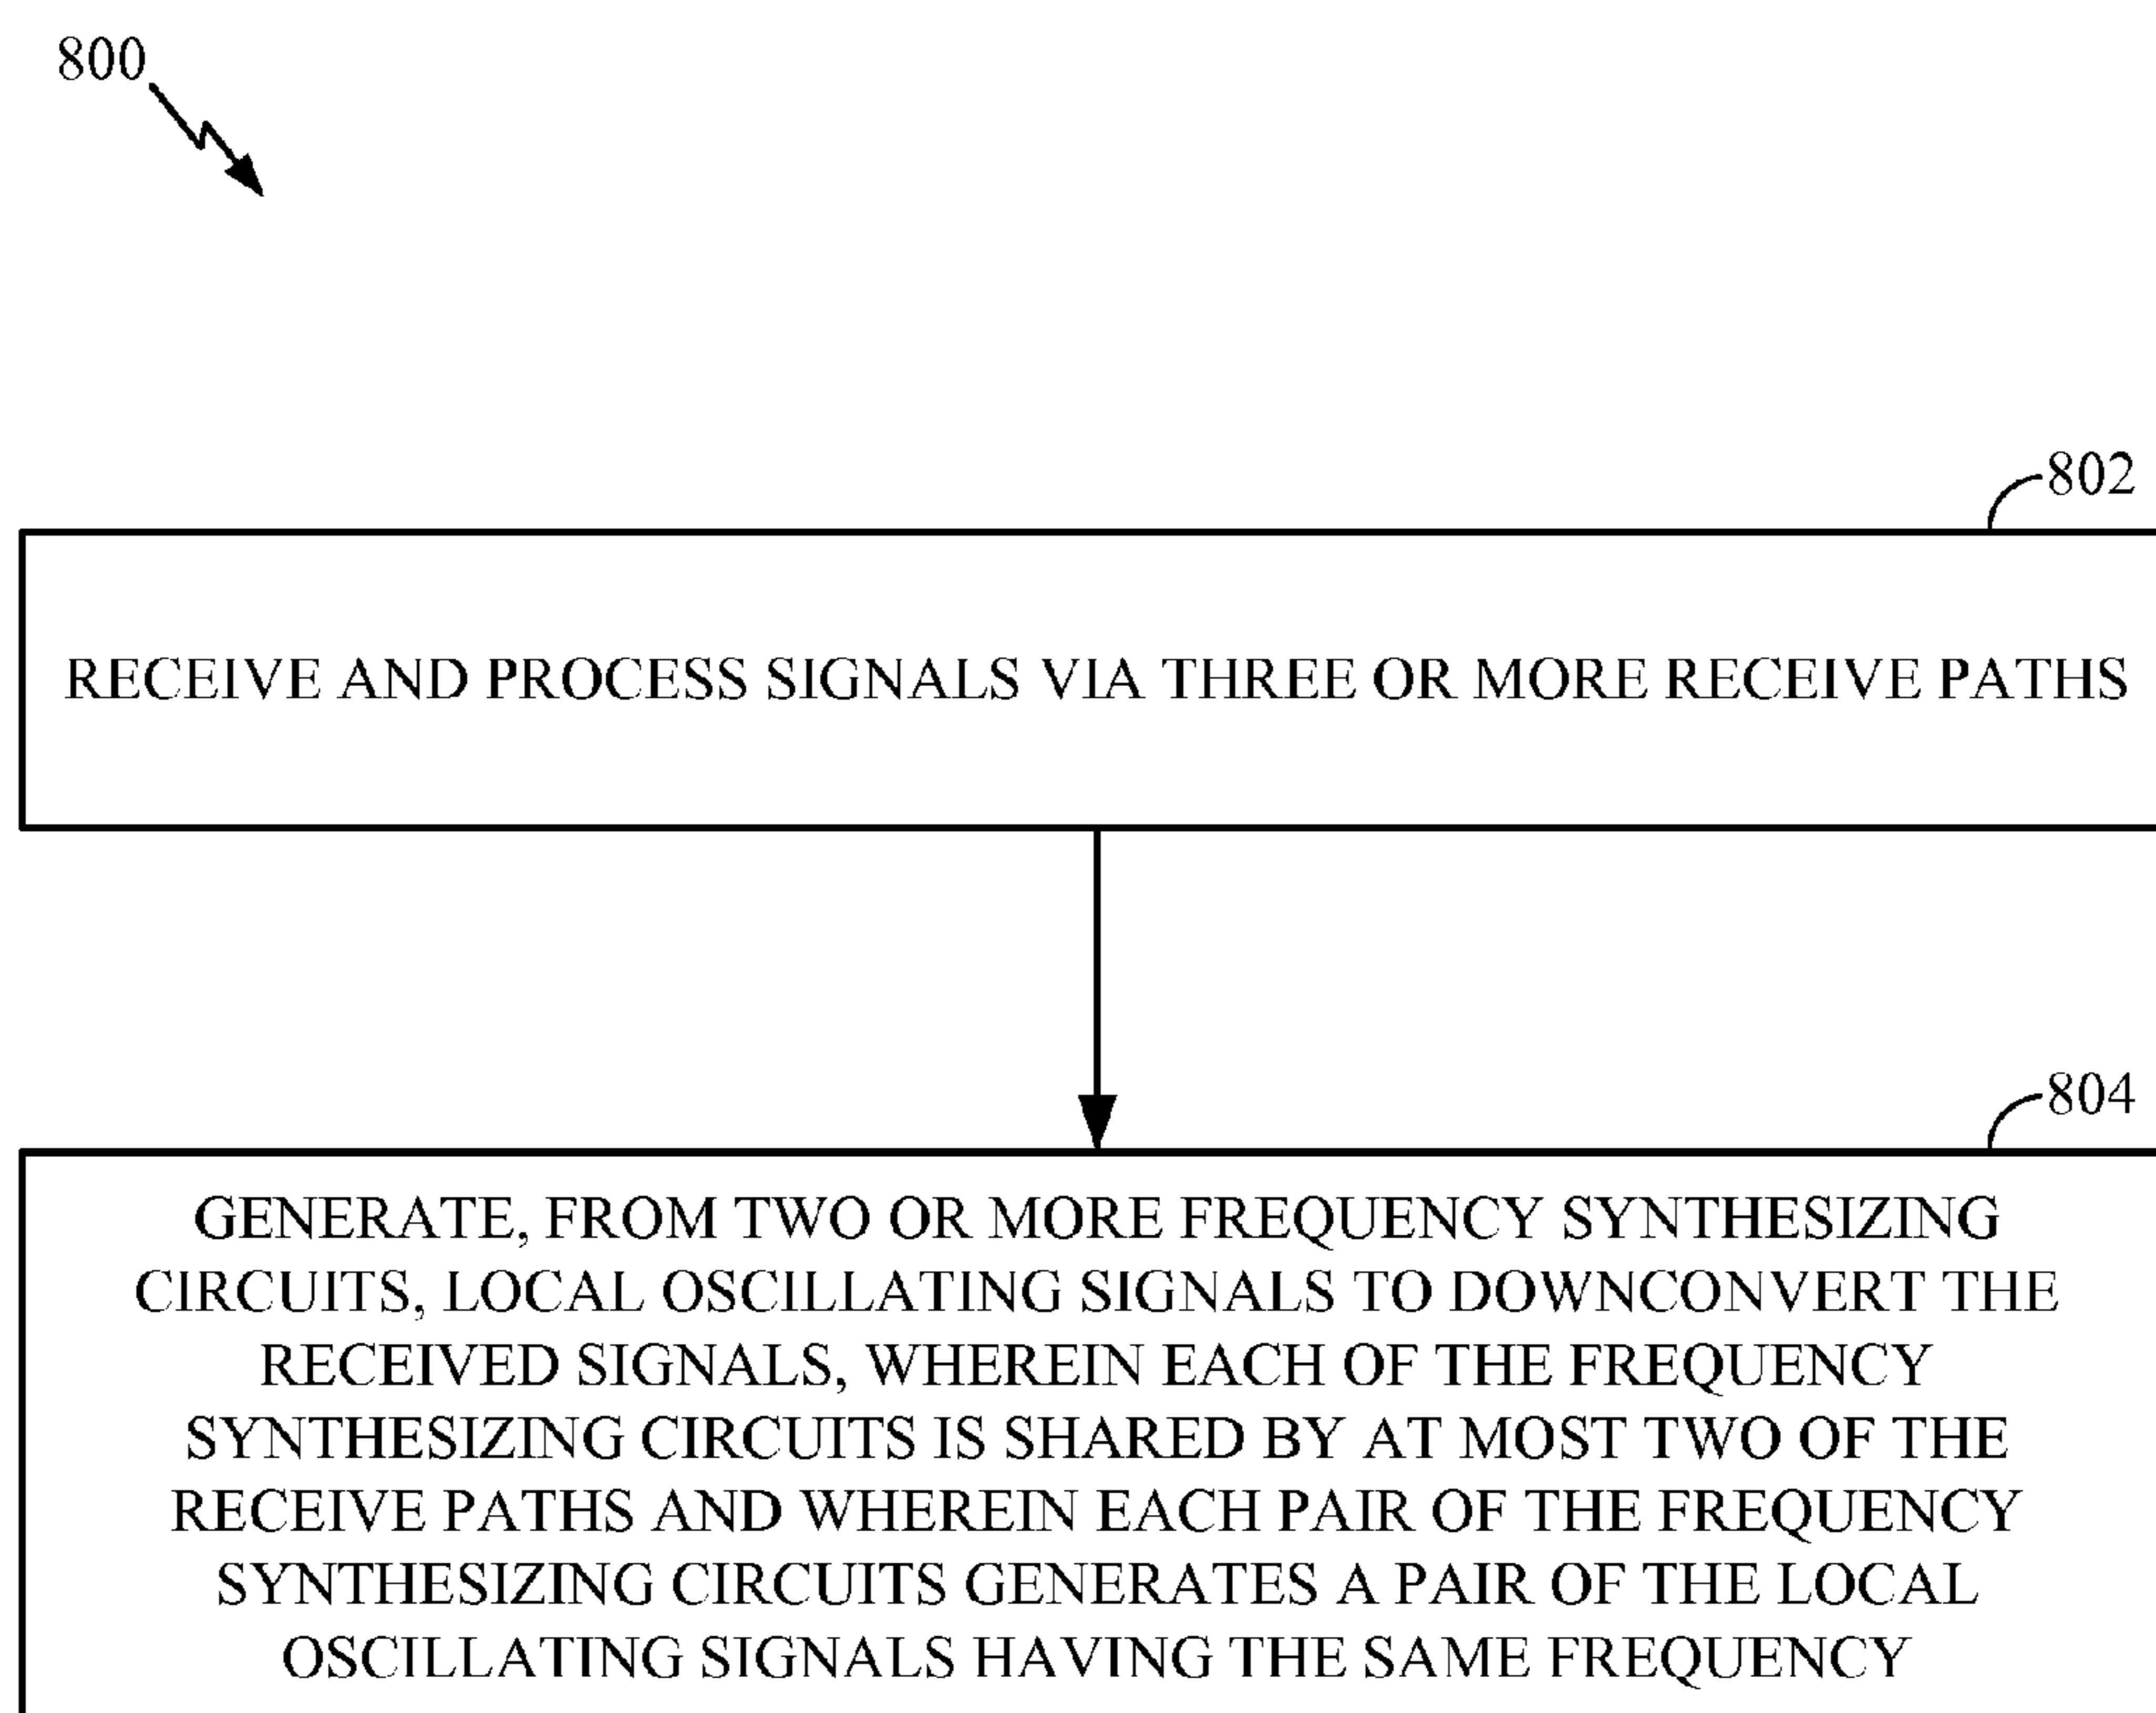 800
802
RECEIVE AND PROCESS SIGNALS VIA THREE OR MORE RECEIVE PATHS
804
GENERATE, FROM TWO OR MORE FREQUENCY SYNTHESIZING
CIRCUITS, LOCAL OSCILLATING SIGNALS TO DOWNCONVERT THE
RECEIVED SIGNALS, WHEREIN EACH OF THE FREQUENCY
SYNTHESIZING CIRCUITS IS SHARED BY AT MOST TWO OF THE
RECEIVE PATHS AND WHEREIN EACH PAIR OF THE FREQUENCY
SYNTHESIZING CIRCUITS GENERATES A PAIR OF THE LOCAL
OSCILLATING SIGNALS HAVING THE SAME FREQUENCY